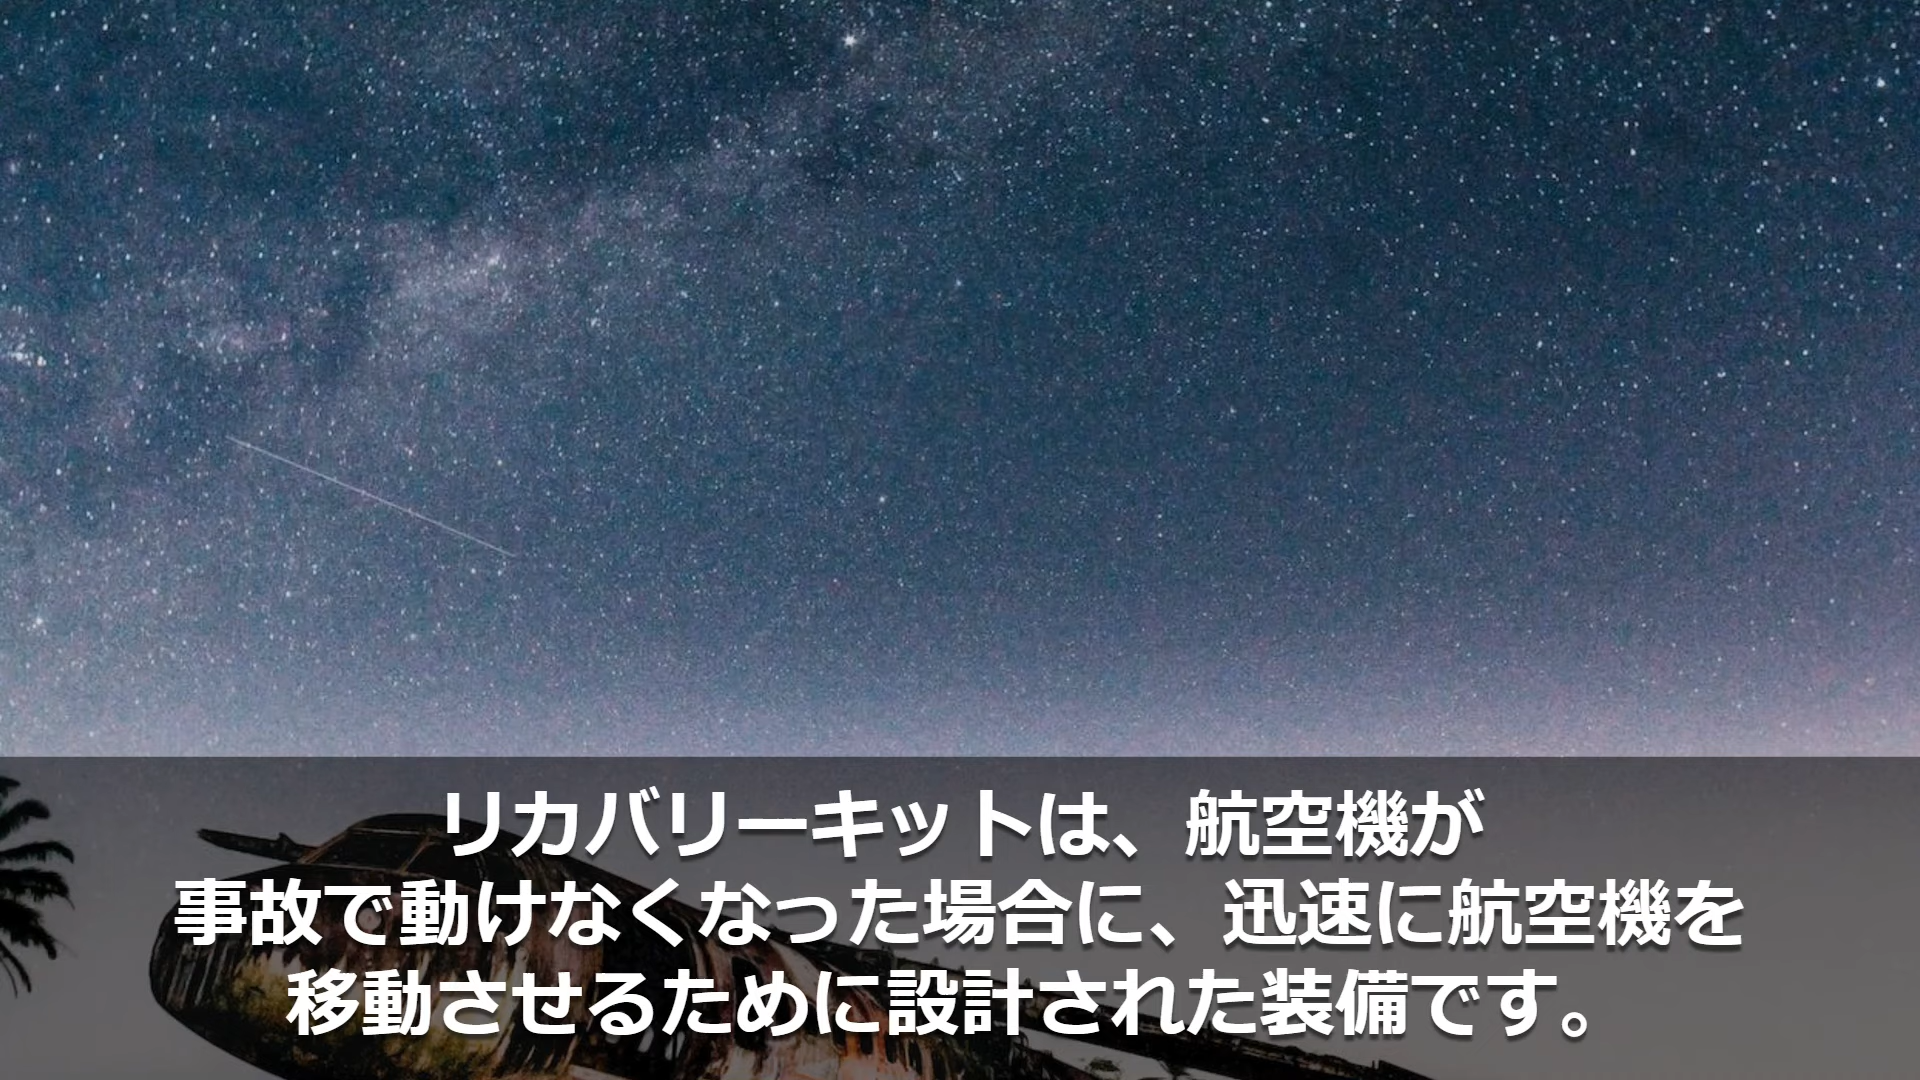 リカバリーキットは、航空機が
事故で動けなくなった場合に、迅速に航空機を
移動させるために設計された装備です。